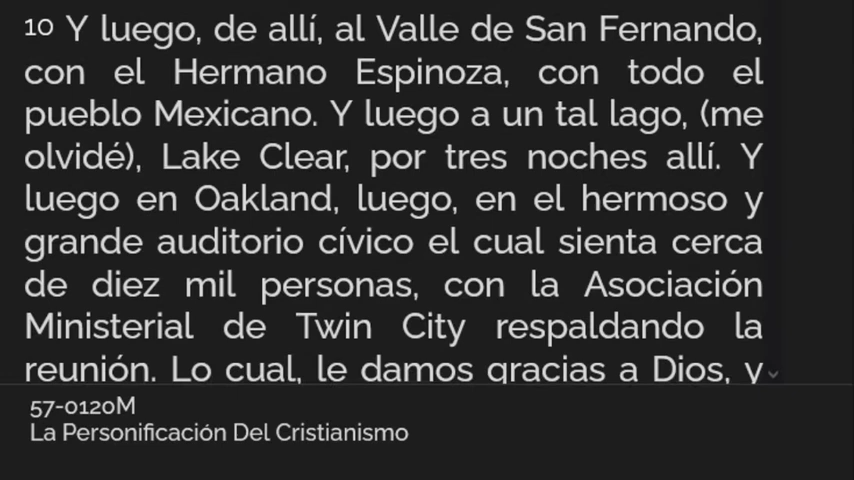 10 Y luego, de allí, al Valle de San Fernando,
con el Hermano Espinoza, con todo el
pueblo Mexicano. Y luego a un tal lago, (me
olvidé), Lake Clear, por tres noches allí. Y
luego en Oakland, luego, en el hermoso y
grande auditorio cívico el cual sienta cerca
de diez mil personas, con la Asociación
Ministerial de Twin City respaldando la
reunión. Lo cual, le damos gracias a Dios, y
57-0120M
La Personificación Del Cristianismo